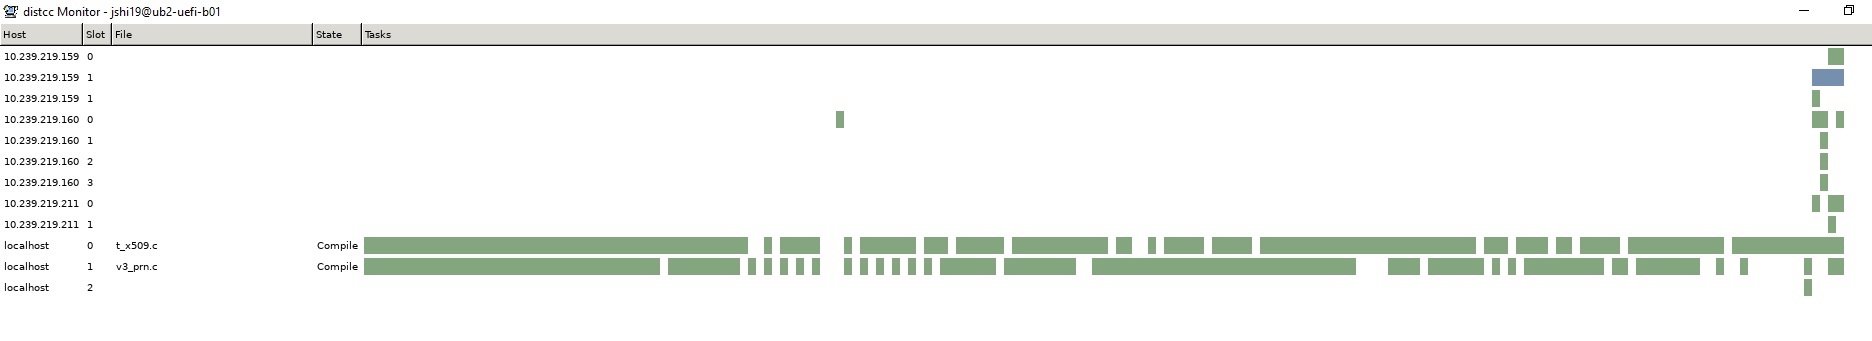 distcc Monitor - jshi19@ub2-uefi-b01
Host Slot File State Tasks
10.239.219.159 0
10.239.219.159 1
10.239.219.159 1
10.239.219.160 0
10.239.219.160 1
10.239.219.160 2
10.239.219.160 3
10.239.219.211 0
10.239.219.211 1
localhost 0 t_x509.c Compile
localhost 1 v3_prn.c Compile
localhost 2